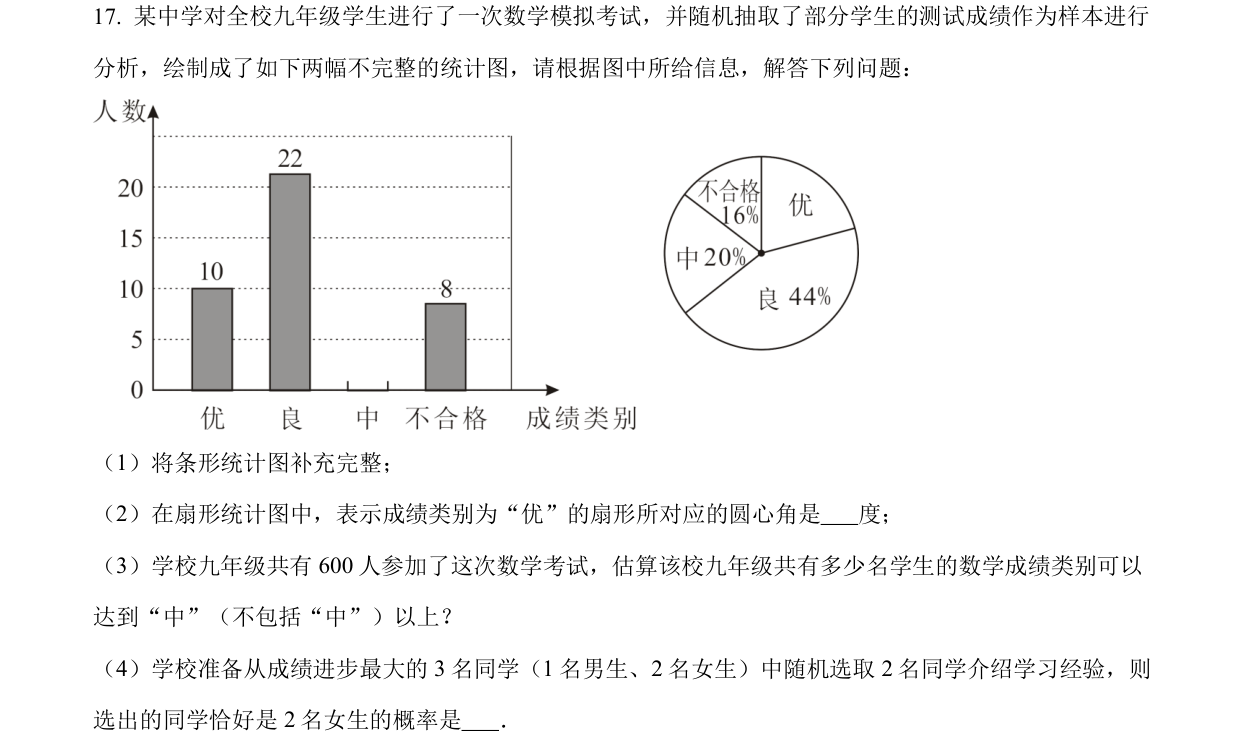 17. 某中学对全校九年级学生进行了一次数学模拟考试，并随机抽取了部分学生的测试成绩作为样本进行
分析，绘制成了如下两幅不完整的统计图，请根据图中所给信息，解答下列问题：
人数
20
15
10
5
0
10
22
8
优 良 中 不合格 成绩类别
不合格
16%
优
中20%
良 44%
（1）将条形统计图补充完整；
（2）在扇形统计图中，表示成绩类别为“优”的扇形所对应的圆心角是___度；
（3）学校九年级共有 600 人参加了这次数学考试，估算该校九年级共有多少名学生的数学成绩类别可以
达到“中”（不包括“中”）以上？
（4）学校准备从成绩进步最大的 3 名同学（1 名男生、2 名女生）中随机选取 2 名同学介绍学习经验，则
选出的同学恰好是 2 名女生的概率是___．